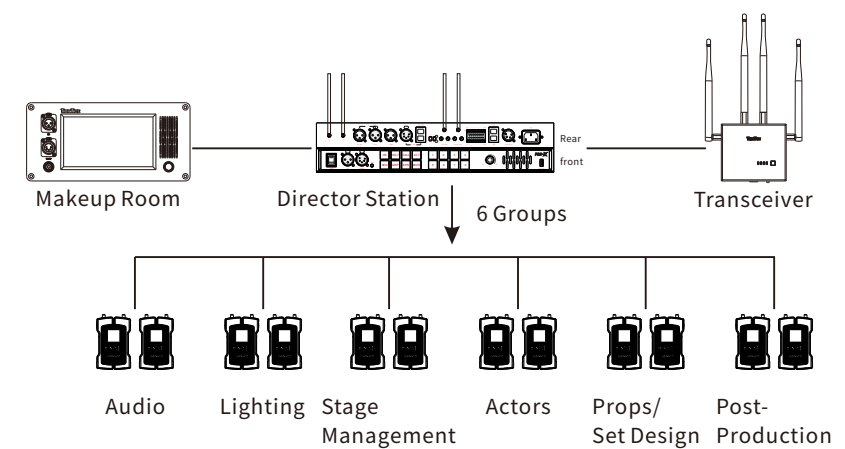 Rear
front
Makeup Room
Director Station
Transceiver
6 Groups
Audio
Lighting
Stage
Management
Actors
Props/
Set Design
Post-
Production